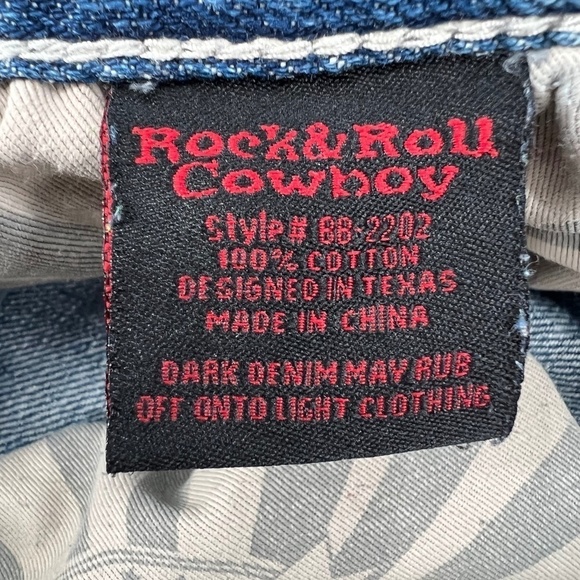 Rock&Roll
Cowboy
Style# BB-2202
100% COTTON
DESIGNED IN TEXAS
MADE IN CHINA
DARK DENIM MAY RUB
OFF ONTO LIGHT CLOTHING